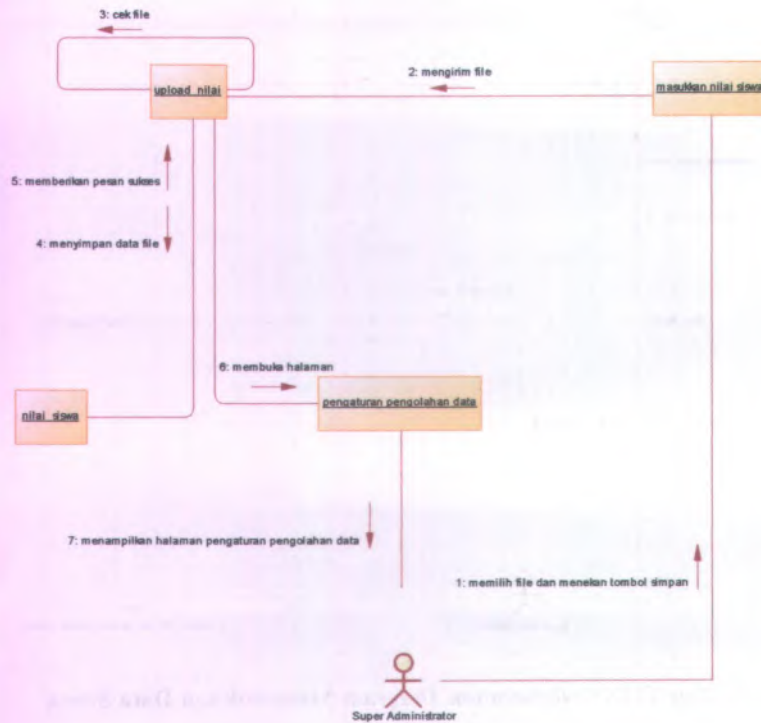 3: cek file
upload_nilai
2: mengirim file
masukkan nilai siswa
5: memberikan pesan sukses
4: menyimpan data file
6: membuka halaman
pengaturan pengolahan data
nilai_siswa
7: menampilkan halaman pengaturan pengolahan data
1: memilih file dan menekan tombol simpan
Super Administrator